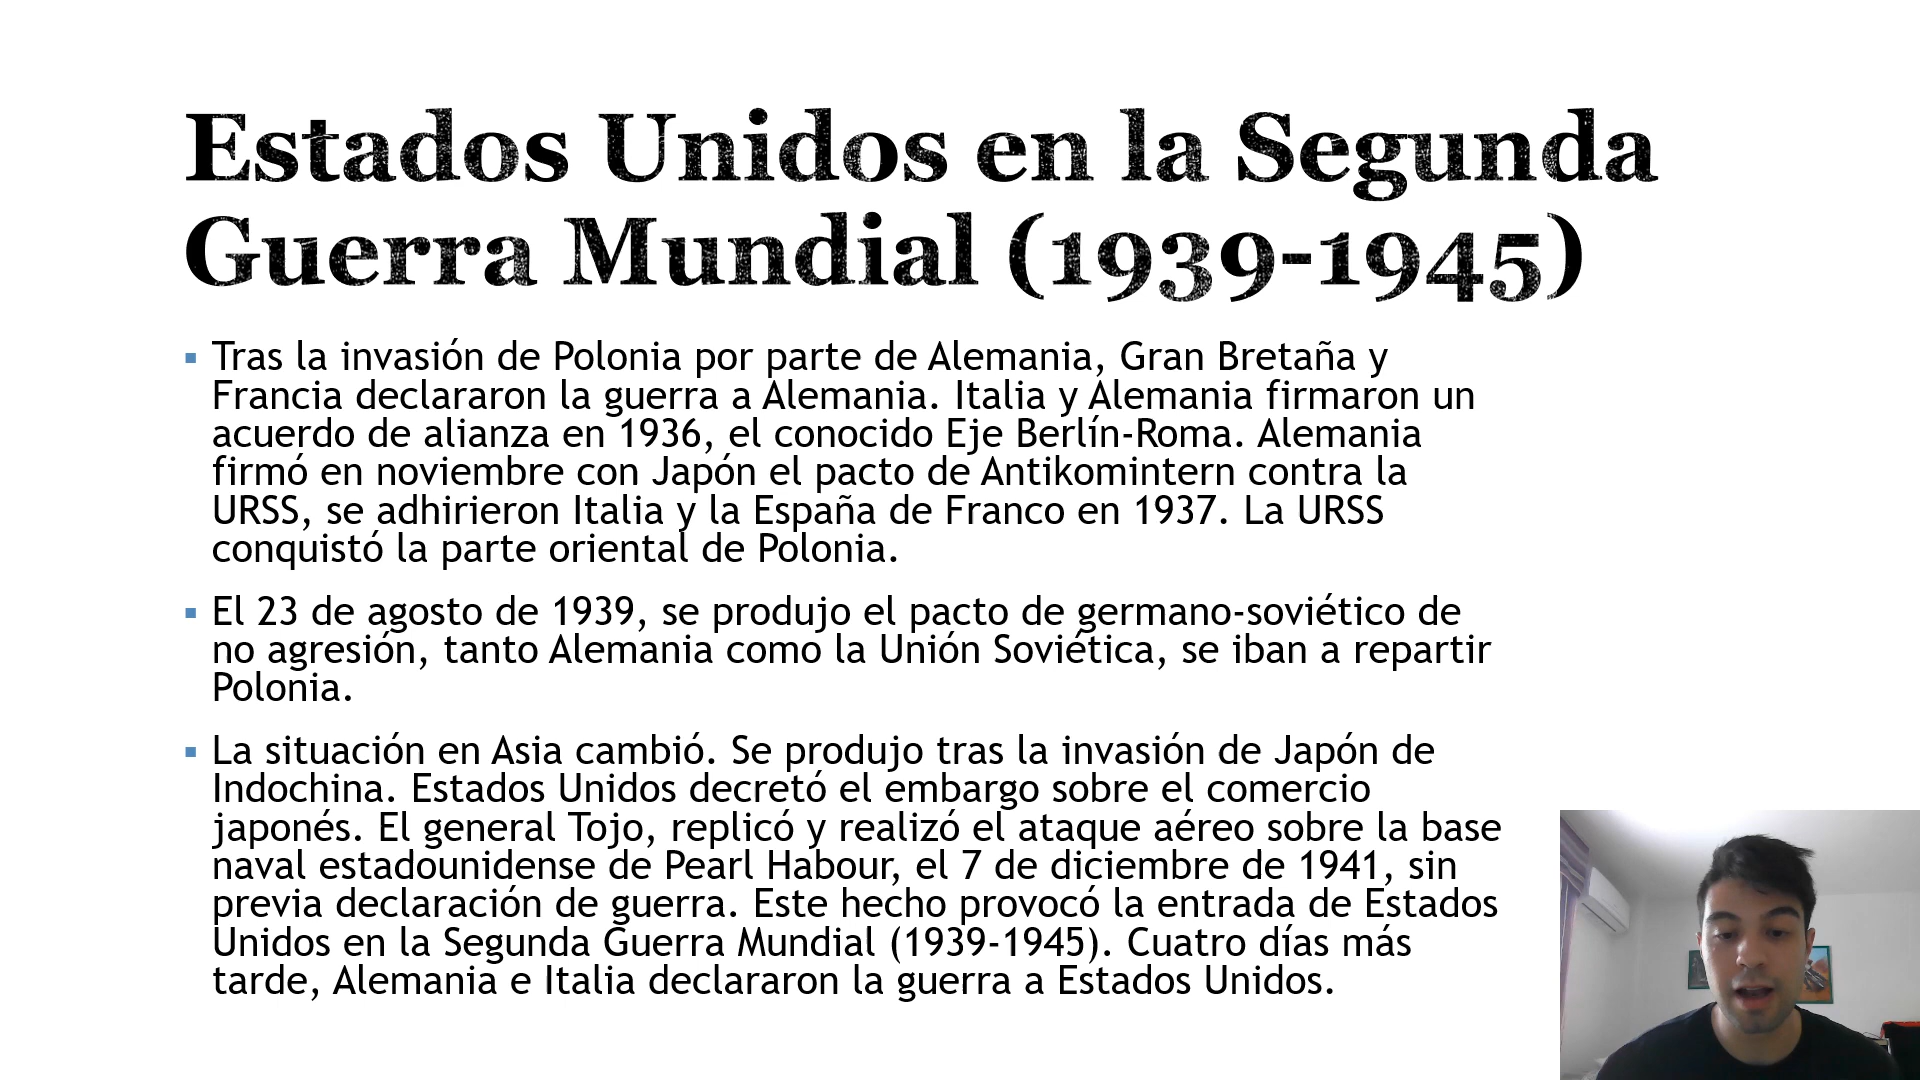 Estados Unidos en la Segunda
Guerra Mundial (1939-1945)
▪ Tras la invasión de Polonia por parte de Alemania, Gran Bretaña y
Francia declararon la guerra a Alemania. Italia y Alemania firmaron un
acuerdo de alianza en 1936, el conocido Eje Berlín-Roma. Alemania
firmó en noviembre con Japón el pacto de Antikomintern contra la
URSS, se adhirieron Italia y la España de Franco en 1937. La URSS
conquistó la parte oriental de Polonia.
▪ El 23 de agosto de 1939, se produjo el pacto de germano-soviético de
no agresión, tanto Alemania como la Unión Soviética, se iban a repartir
Polonia.
▪ La situación en Asia cambió. Se produjo tras la invasión de Japón de
Indochina. Estados Unidos decretó el embargo sobre el comercio
japonés. El general Tojo, replicó y realizó el ataque aéreo sobre la base
naval estadounidense de Pearl Habour, el 7 de diciembre de 1941, sin
previa declaración de guerra. Este hecho provocó la entrada de Estados
Unidos en la Segunda Guerra Mundial (1939-1945). Cuatro días más
tarde, Alemania e Italia declararon la guerra a Estados Unidos.